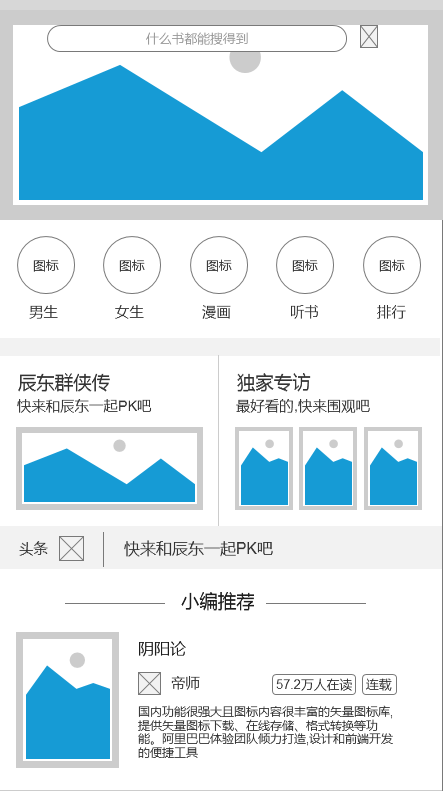 什么书都能搜得到
图标 图标 图标 图标 图标
男生 女生 漫画 听书 排行
辰东群侠传
快来和辰东一起PK吧
独家专访
最好看的,快来围观吧
头条 快来和辰东一起PK吧
小编推荐
阴阳论
帝师 57.2万人在读 连载
国内功能很强大且图标内容很丰富的矢量图标库,
提供矢量图标下载、在线存储、格式转换等功
能。阿里巴巴体验团队倾力打造,设计和前端开发
的便捷工具